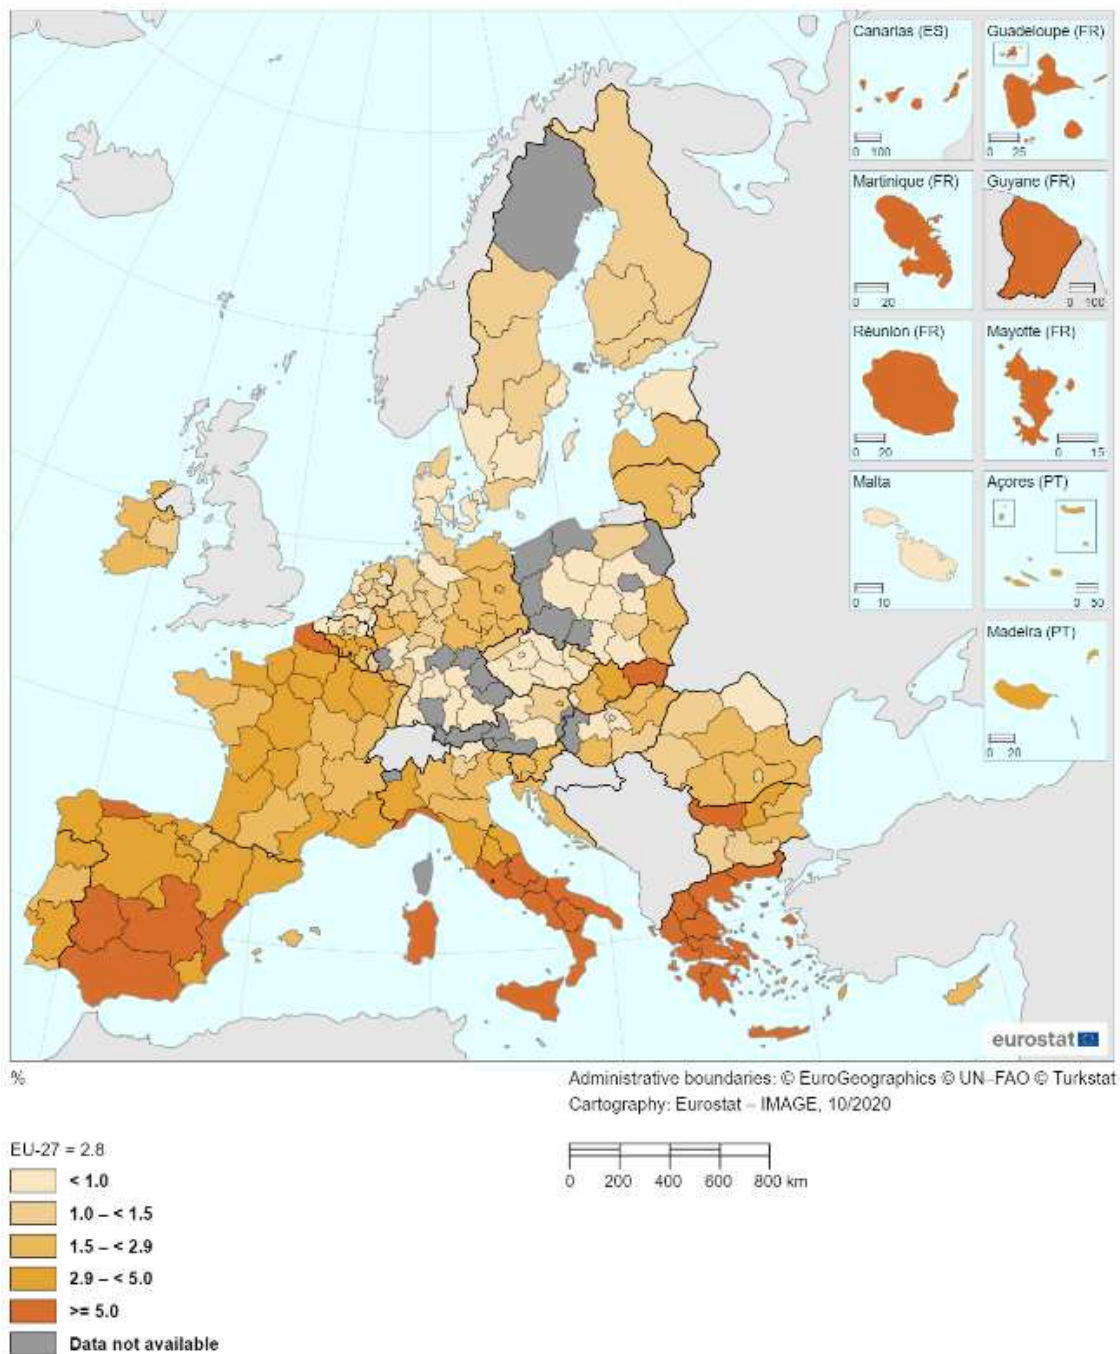 Canarias (ES)
0 100
Guadeloupe (FR)
0 25
Martinique (FR)
0 20
Guyane (FR)
0 100
Réunion (FR)
0 20
Mayotte (FR)
0 15
Malta
0 10
Açores (PT)
0 50
Madeira (PT)
0 20
eurostat
%
Administrative boundaries: © EuroGeographics © UN–FAO © Turkstat
Cartography: Eurostat – IMAGE, 10/2020
EU-27 = 2.8
< 1.0
1.0 – < 1.5
1.5 – < 2.9
2.9 – < 5.0
>= 5.0
Data not available
0 200 400 600 800 km